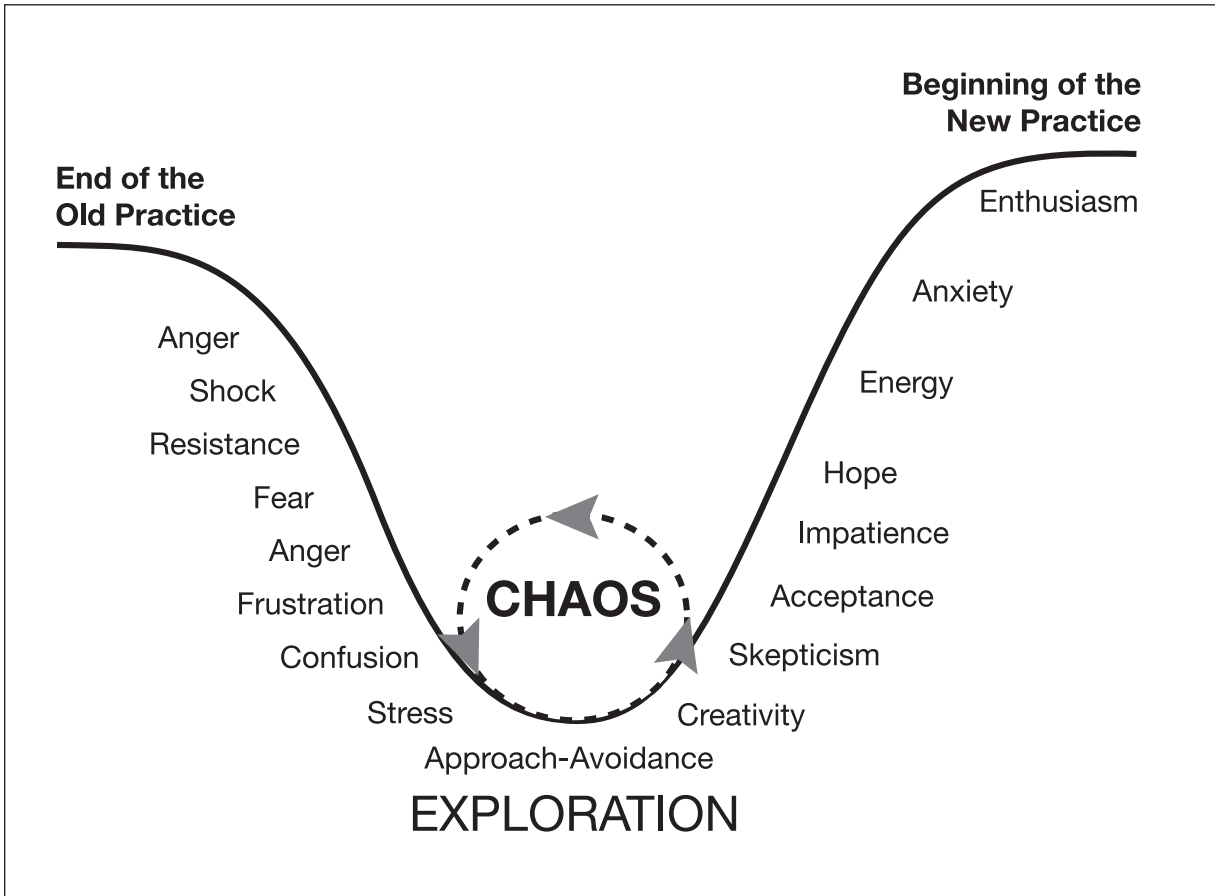 End of the
Old Practice
Anger
Shock
Resistance
Fear
Anger
Frustration
Confusion
Stress
Approach-Avoidance
EXPLORATION
CHAOS
Creativity
Skepticism
Acceptance
Impatience
Hope
Energy
Anxiety
Enthusiasm
Beginning of the
New Practice